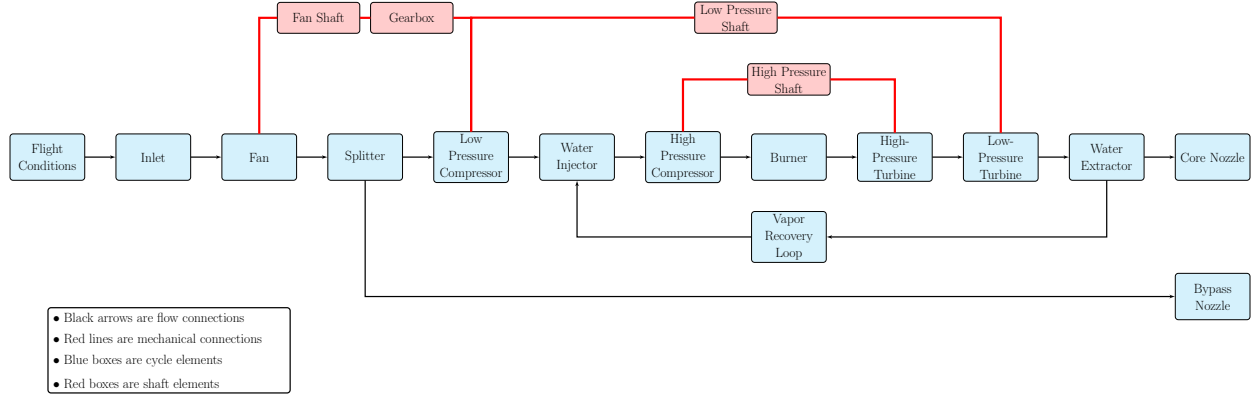 Fan Shaft
Gearbox
Low Pressure
Shaft
High Pressure
Shaft
Flight
Conditions
Inlet
Fan
Splitter
Low
Pressure
Compressor
Water
Injector
High
Pressure
Compressor
Burner
High-
Pressure
Turbine
Low-
Pressure
Turbine
Water
Extractor
Core Nozzle
Vapor
Recovery
Loop
Bypass
Nozzle
• Black arrows are flow connections
• Red lines are mechanical connections
• Blue boxes are cycle elements
• Red boxes are shaft elements